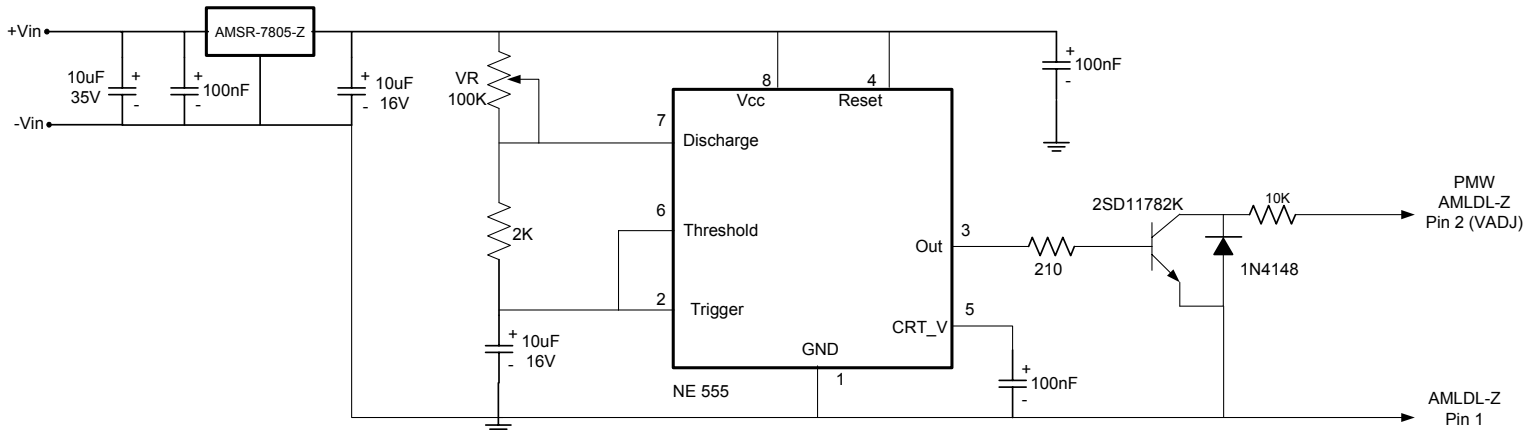 +Vin
AMSR-7805-Z
10uF
35V
+
-
+
100nF
-
+
10uF
16V
-
-Vin
VR
100K
8
Vcc
4
Reset
+
100nF
-
7
Discharge
2K
6
Threshold
2
Trigger
+
10uF
16V
-
NE 555
GND
1
Out
3
210
CRT_V
5
+
100nF
-
2SD11782K
10K
1N4148
PMW
AMLDL-Z
Pin 2 (VADJ)
AMLDL-Z
Pin 1